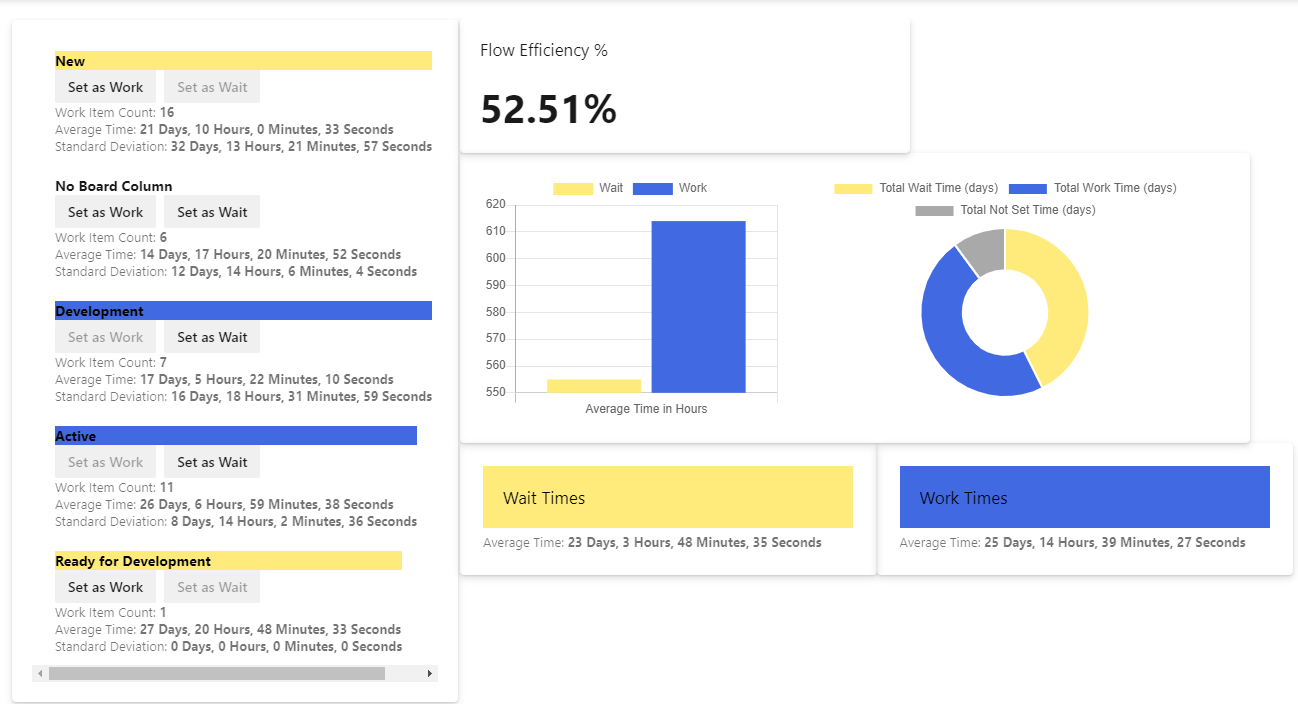 New
Set as Work Set as Wait
Work Item Count: 16
Average Time: 21 Days, 10 Hours, 0 Minutes, 33 Seconds
Standard Deviation: 32 Days, 13 Hours, 21 Minutes, 57 Seconds
No Board Column
Set as Work Set as Wait
Work Item Count: 6
Average Time: 14 Days, 17 Hours, 20 Minutes, 52 Seconds
Standard Deviation: 12 Days, 14 Hours, 6 Minutes, 4 Seconds
Development
Set as Work Set as Wait
Work Item Count: 7
Average Time: 17 Days, 5 Hours, 22 Minutes, 10 Seconds
Standard Deviation: 16 Days, 18 Hours, 31 Minutes, 59 Seconds
Active
Set as Work Set as Wait
Work Item Count: 11
Average Time: 26 Days, 6 Hours, 59 Minutes, 38 Seconds
Standard Deviation: 8 Days, 14 Hours, 2 Minutes, 36 Seconds
Ready for Development
Set as Work Set as Wait
Work Item Count: 1
Average Time: 27 Days, 20 Hours, 48 Minutes, 33 Seconds
Standard Deviation: 0 Days, 0 Hours, 0 Minutes, 0 Seconds
Flow Efficiency %
52.51%
Wait Work
620
610
600
590
580
570
560
550
Average Time in Hours
Total Wait Time (days) Total Work Time (days)
Total Not Set Time (days)
Wait Times
Average Time: 23 Days, 3 Hours, 48 Minutes, 35 Seconds
Work Times
Average Time: 25 Days, 14 Hours, 39 Minutes, 27 Seconds